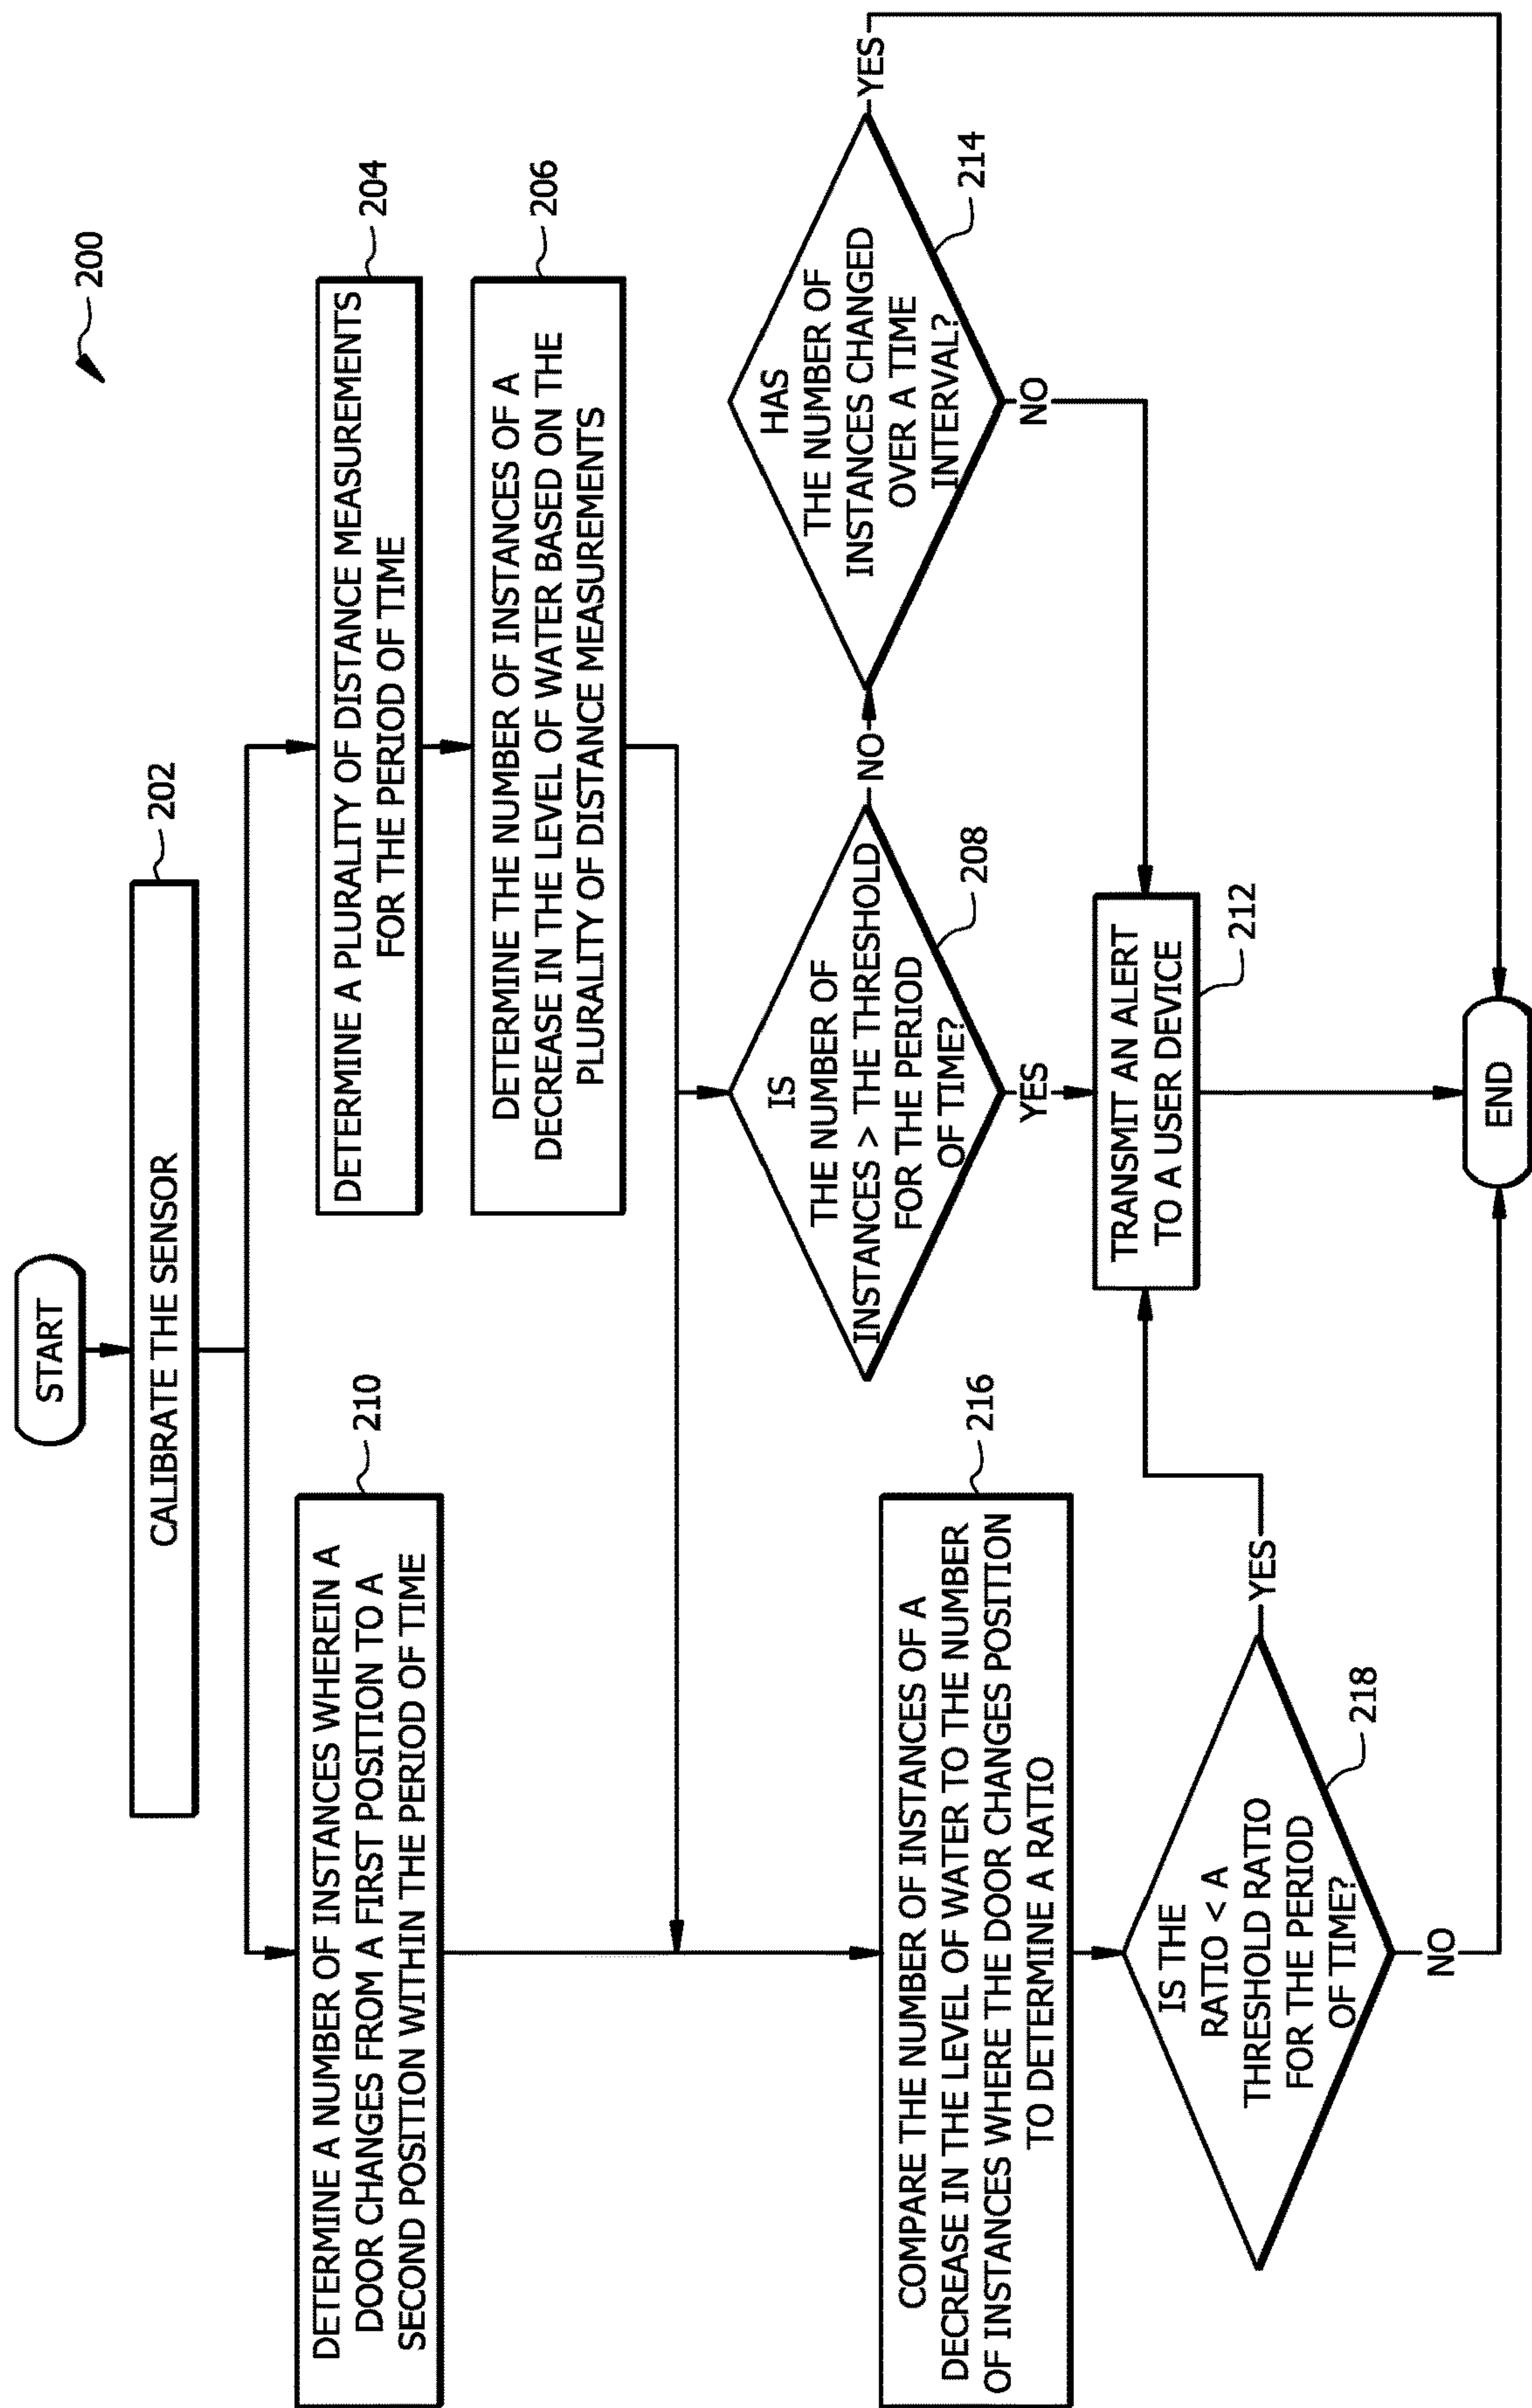 200
START
CALIBRATE THE SENSOR
202
DETERMINE A NUMBER OF INSTANCES WHEREIN A
DOOR CHANGES FROM A FIRST POSITION TO A
SECOND POSITION WITHIN THE PERIOD OF TIME
210
DETERMINE A PLURALITY OF DISTANCE MEASUREMENTS
FOR THE PERIOD OF TIME
204
DETERMINE THE NUMBER OF INSTANCES OF A
DECREASE IN THE LEVEL OF WATER BASED ON THE
PLURALITY OF DISTANCE MEASUREMENTS
206
IS
THE NUMBER OF
INSTANCES > THE THRESHOLD
FOR THE PERIOD
OF TIME?
208
NO
YES
HAS
THE NUMBER OF
INSTANCES CHANGED
OVER A TIME
INTERVAL?
214
YES
NO
COMPARE THE NUMBER OF INSTANCES OF A
DECREASE IN THE LEVEL OF WATER TO THE NUMBER
OF INSTANCES WHERE THE DOOR CHANGES POSITION
TO DETERMINE A RATIO
216
TRANSMIT AN ALERT
TO A USER DEVICE
212
IS THE
RATIO < A
THRESHOLD RATIO
FOR THE PERIOD
OF TIME?
218
YES
NO
END